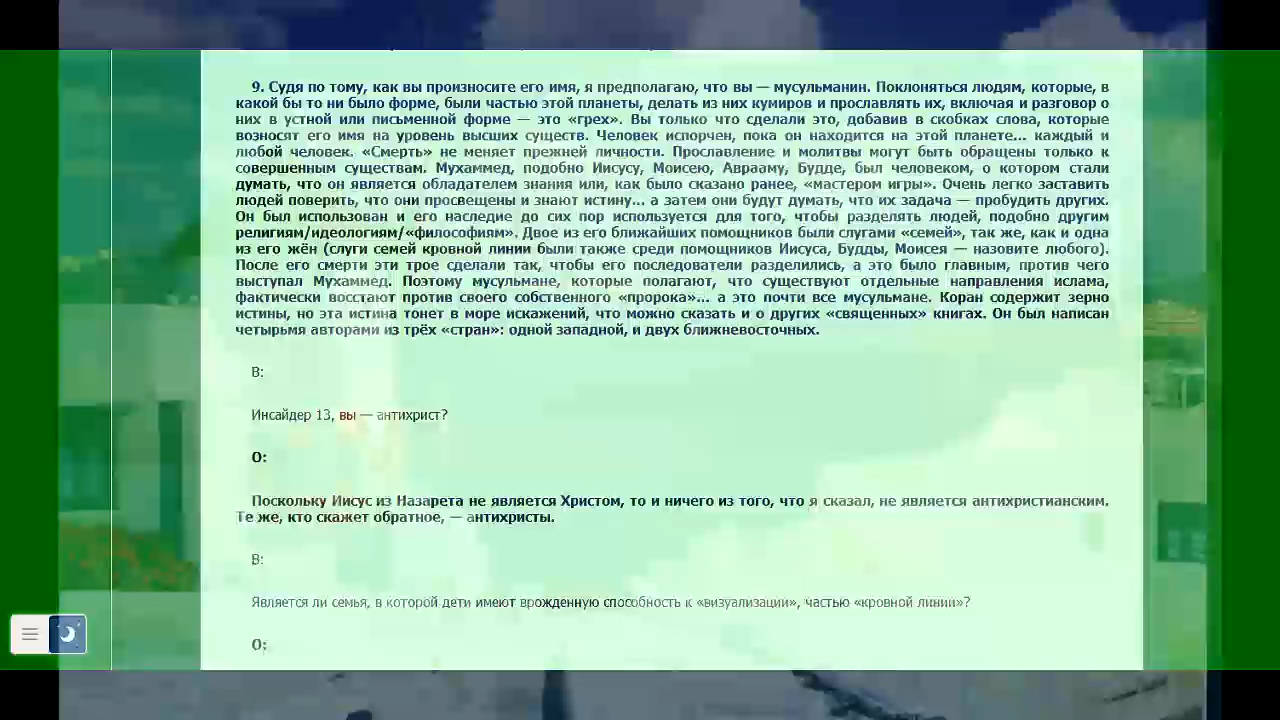 9. Судя по тому, как вы произносите его имя, я предполагаю, что вы — мусульманин. Поклоняться людям, которые, в
какой бы то ни было форме, были частью этой планеты, делать из них кумиров и прославлять их, включая и разговор о
них в устной или письменной форме — это «грех». Вы только что сделали это, добавив в скобках слова, которые
возносят его имя на уровень высших существ. Человек испорчен, пока он находится на этой планете... каждый и
любой человек. «Смерть» не меняет прежней личности. Прославление и молитвы могут быть обращены только к
совершенным существам. Мухаммед, подобно Иисусу, Моисею, Аврааму, Будде, был человеком, о котором стали
думать, что он является обладателем знания или, как было сказано ранее, «мастером игры». Очень легко заставить
людей поверить, что они просвещены и знают истину... а затем они будут думать, что их задача — пробудить других.
Он был использован и его наследие до сих пор используется для того, чтобы разделять людей, подобно другим
религиям/идеологиям/«философиям». Двое из его ближайших помощников были слугами «семей», так же, как и одна
из его жён (слуги семей кровной линии были также среди помощников Иисуса, Будды, Моисея — назовите любого).
После его смерти эти трое сделали так, чтобы его последователи разделились, а это было главным, против чего
выступал Мухаммед. Поэтому мусульмане, которые полагают, что существуют отдельные направления ислама,
фактически восстают против своего собственного «пророка»... а это почти все мусульмане. Коран содержит зерно
истины, но эта истина тонет в море искажений, что можно сказать и о других «священных» книгах. Он был написан
четырьмя авторами из трёх «стран»: одной западной, и двух ближневосточных.
В:
Инсайдер 13, вы — антихрист?
О:
Поскольку Иисус из Назарета не является Христом, то и ничего из того, что я сказал, не является антихристианским.
Те же, кто скажет обратное, — антихристы.
В:
Является ли семья, в которой дети имеют врожденную способность к «визуализации», частью «кровной линии»?
О: